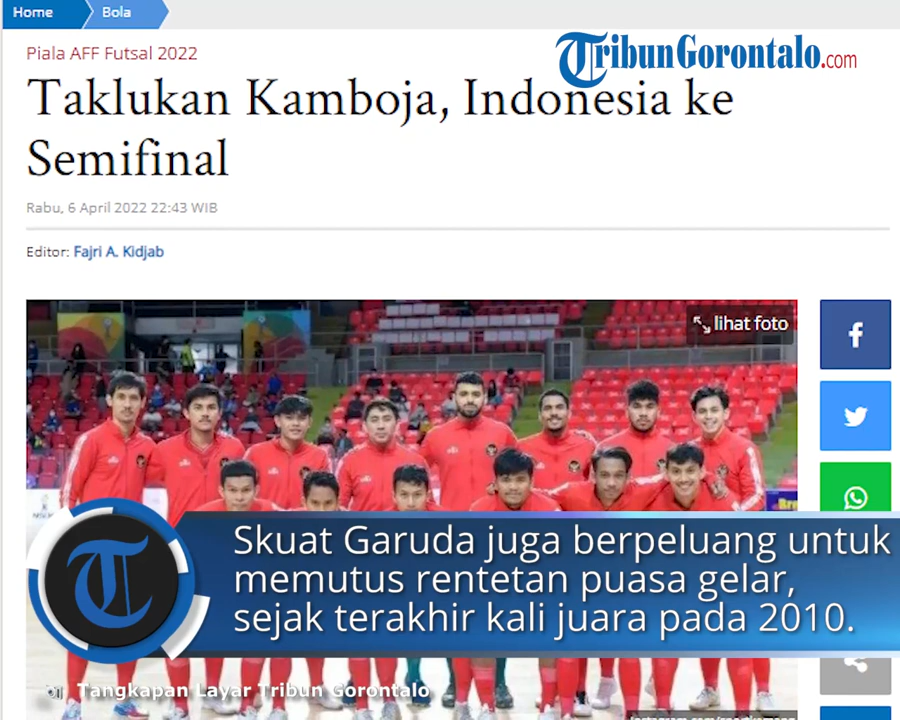 Home
Bola
Piala AFF Futsal 2022
TribunGorontalo.com
Taklukan Kamboja, Indonesia ke
Semifinal
Rabu, 6 April 2022 22:43 WIB
Editor: Fajri A. Kidjab
lihat foto
Skuat Garuda juga berpeluang untuk
memutus rentetan puasa gelar,
sejak terakhir kali juara pada 2010.
Tangkapan Layar Tribun Gorontalo